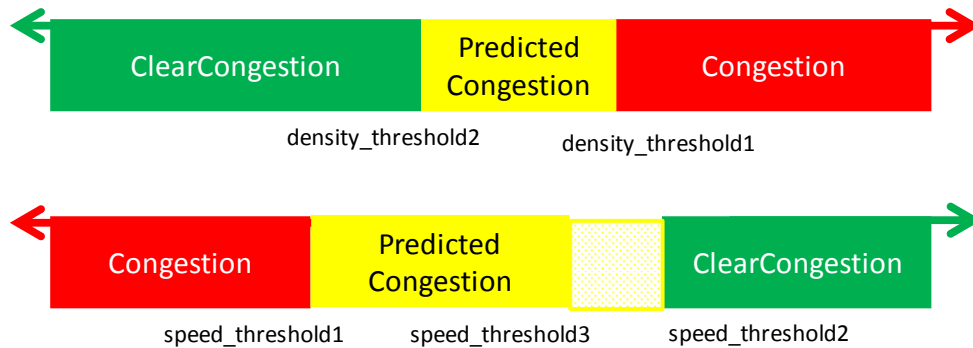 ClearCongestion
Predicted
Congestion
Congestion
density_threshold2
density_threshold1
Congestion
Predicted
Congestion
ClearCongestion
speed_threshold1
speed_threshold3
speed_threshold2